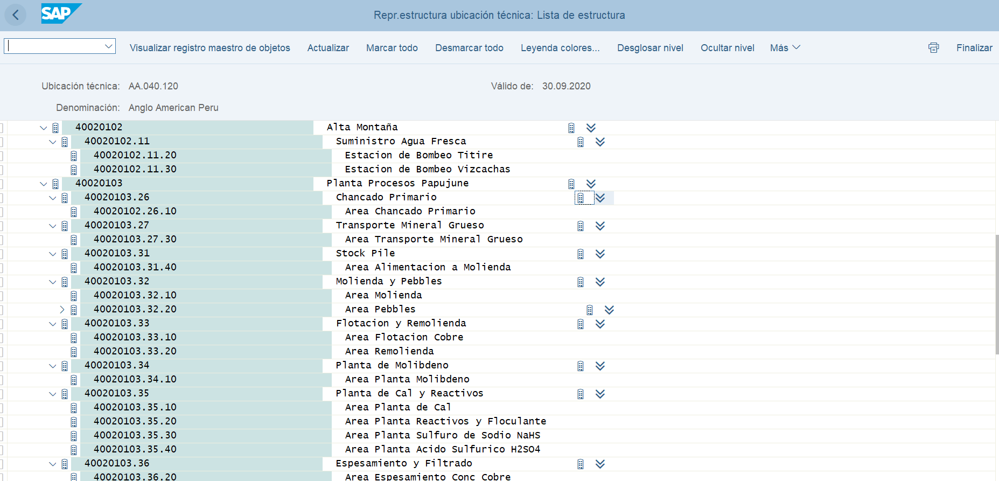 SAP
Repr.estructura ubicación técnica: Lista de estructura
Visualizar registro maestro de objetos Actualizar Marcar todo Desmarcar todo Leyenda colores... Desglosar nivel Ocultar nivel Más Finalizar
Ubicación técnica: AA.040.120 Válido de: 30.09.2020
Denominación: Anglo American Peru
40020102 Alta Montaña
40020102.11 Suministro Agua Fresca
40020102.11.20 Estacion de Bombeo Titire
40020102.11.30 Estacion de Bombeo Vizcachas
40020103 Planta Procesos Papujune
40020103.26 Chancado Primario
40020102.26.10 Area Chancado Primario
40020103.27 Transporte Mineral Grueso
40020103.27.30 Area Transporte Mineral Grueso
40020103.31 Stock Pile
40020103.31.40 Area Alimentacion a Molienda
40020103.32 Molienda y Pebbles
40020103.32.10 Area Molienda
40020103.32.20 Area Pebbles
40020103.33 Flotacion y Remolienda
40020103.33.10 Area Flotacion Cobre
40020103.33.20 Area Remolienda
40020103.34 Planta de Molibdeno
40020103.34.10 Area Planta Molibdeno
40020103.35 Planta de Cal y Reactivos
40020103.35.10 Area Planta de Cal
40020103.35.20 Area Planta Reactivos y Floculante
40020103.35.30 Area Planta Sulfuro de Sodio NaHS
40020103.35.40 Area Planta Acido Sulfurico H2SO4
40020103.36 Espesamiento y Filtrado
40020103.36.20 Area Espesamiento Conc Cobre